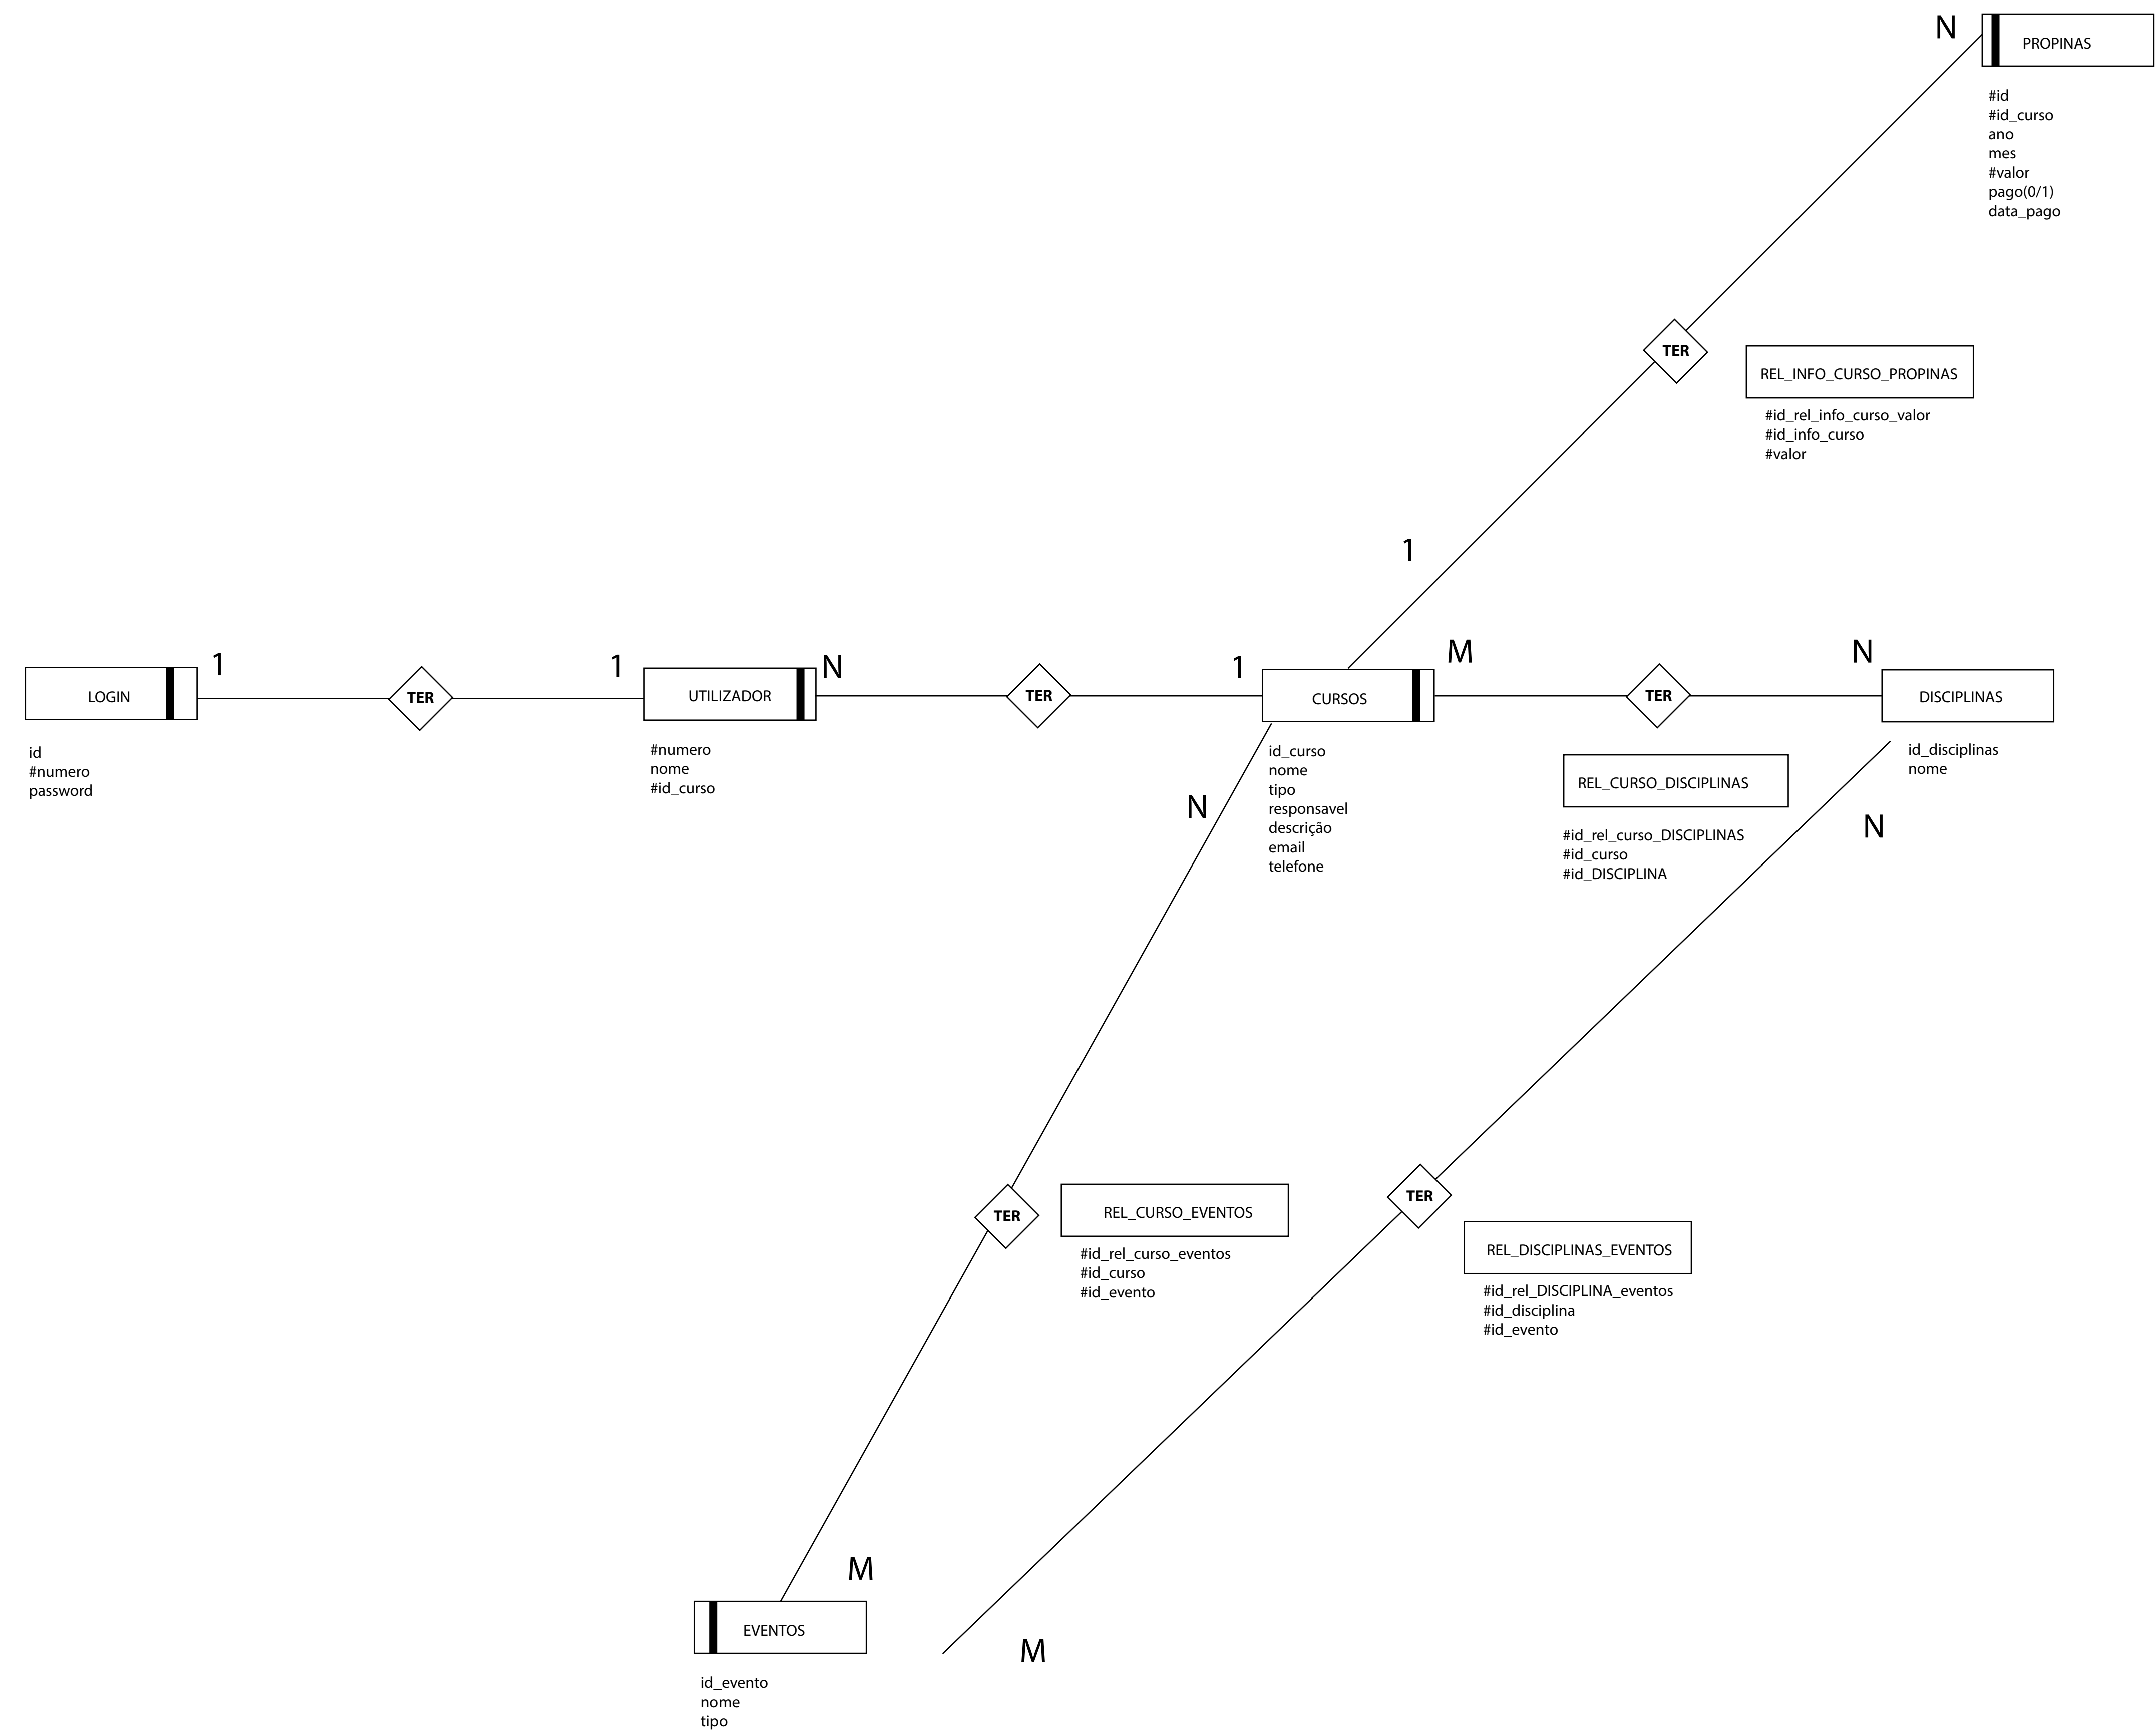 N
PROPINAS
#id
#id_curso
ano
mes
#valor
pago(0/1)
data_pago
TER
REL_INFO_CURSO_PROPINAS
#id_rel_info_curso_valor
#id_info_curso
#valor
1
1
TER
1
N
TER
1
M
TER
N
LOGIN
id
#numero
password
UTILIZADOR
#numero
nome
#id_curso
CURSOS
id_curso
nome
tipo
responsavel
descrição
email
telefone
DISCIPLINAS
id_disciplinas
nome
REL_CURSO_DISCIPLINAS
#id_rel_curso_DISCIPLINAS
#id_curso
#id_DISCIPLINA
N
N
TER
REL_CURSO_EVENTOS
#id_rel_curso_eventos
#id_curso
#id_evento
TER
REL_DISCIPLINAS_EVENTOS
#id_rel_DISCIPLINA_eventos
#id_disciplina
#id_evento
M
EVENTOS
M
id_evento
nome
tipo